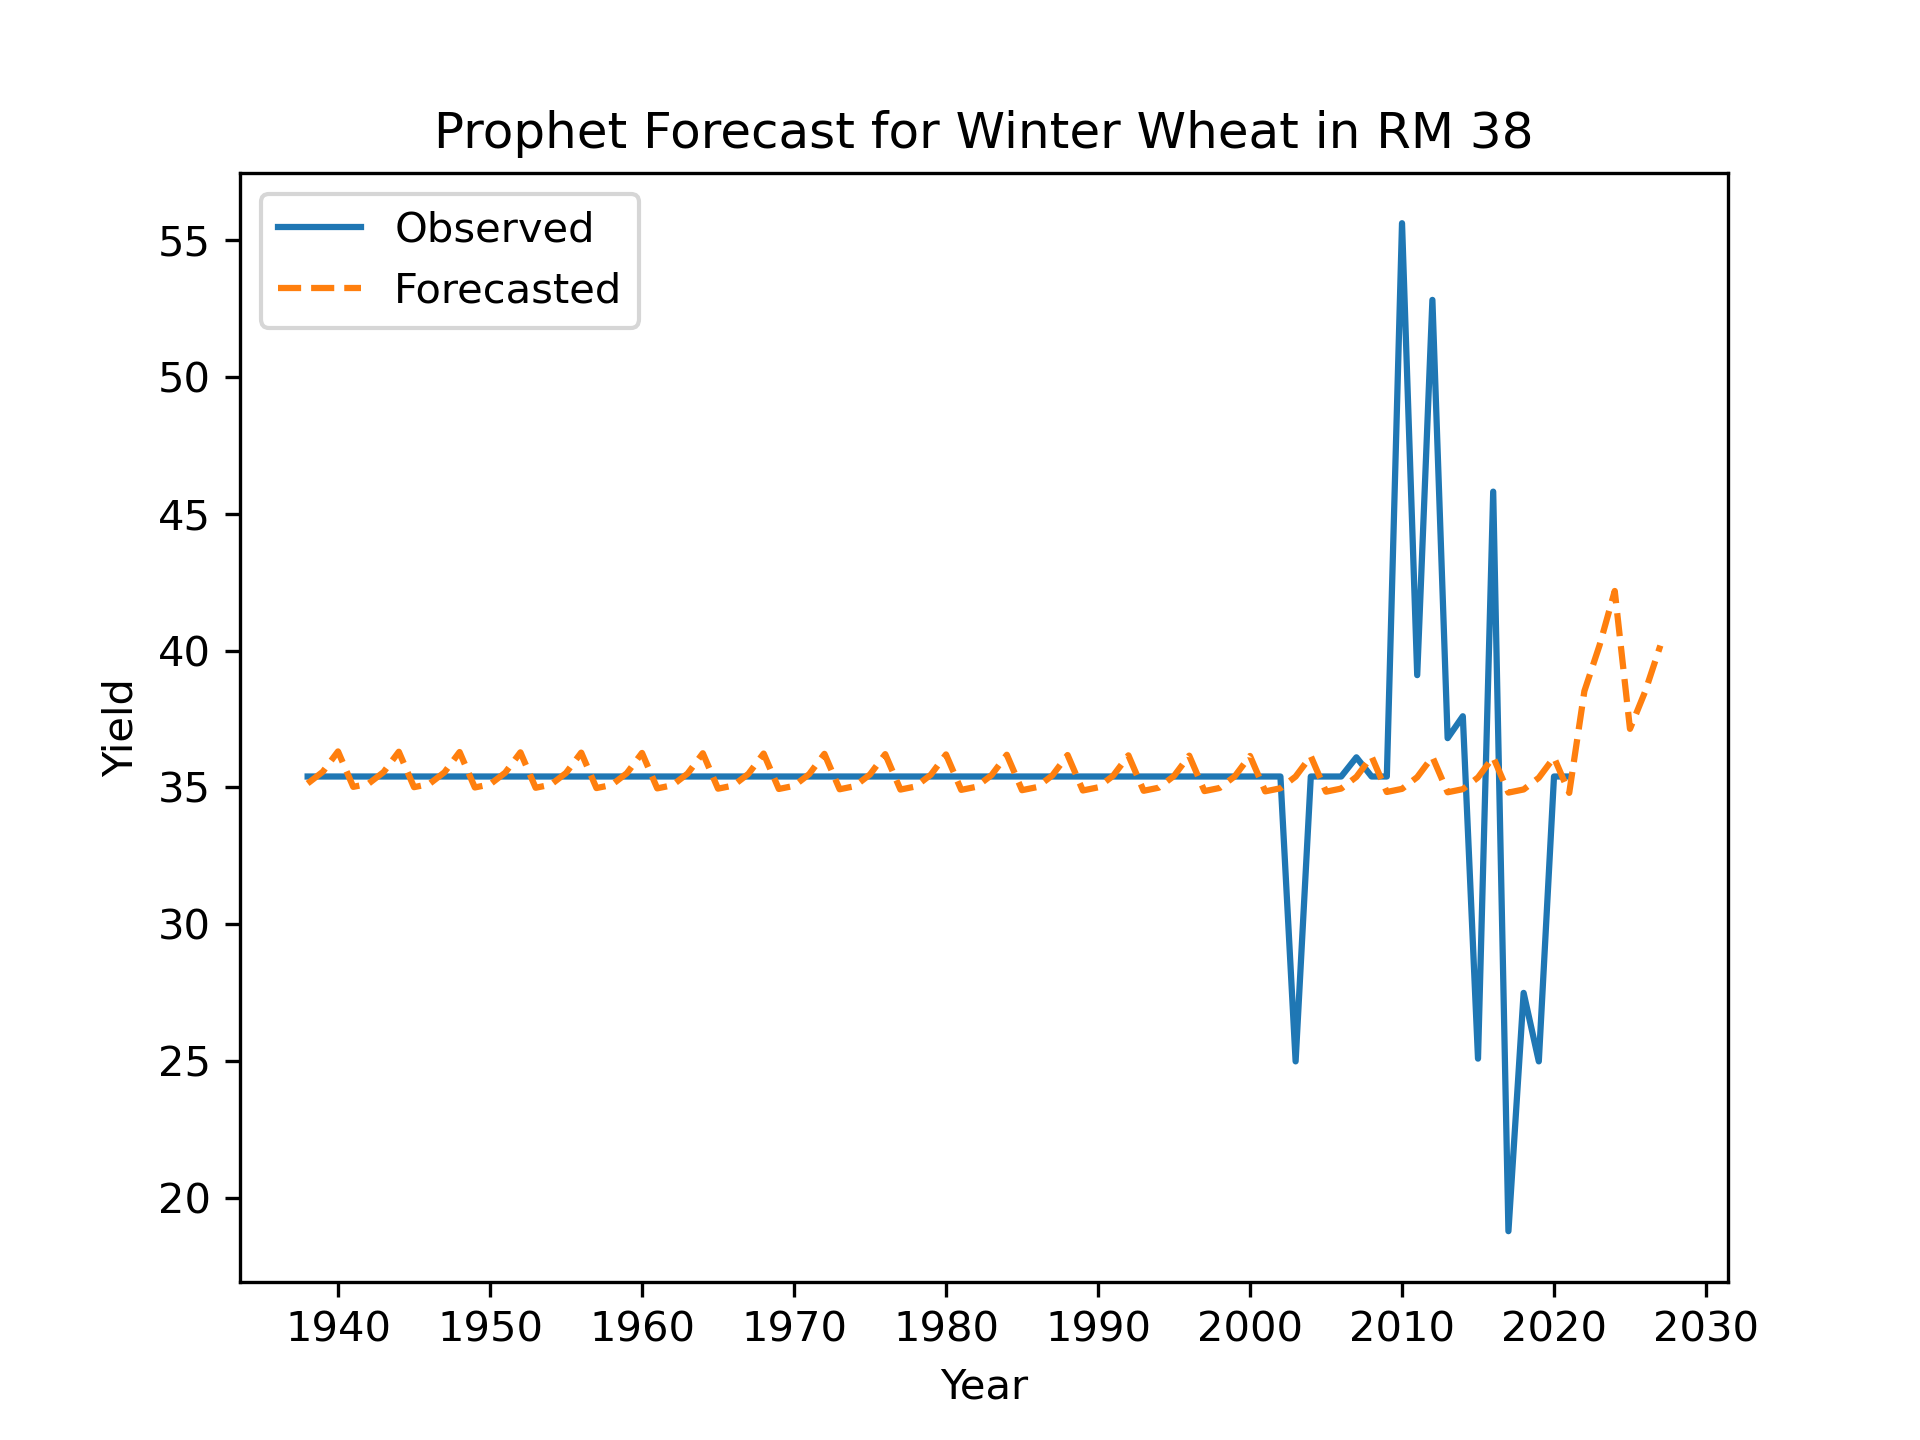 Prophet Forecast for Winter Wheat in RM 38
Observed
Forecasted
55
50
45
40
35
30
25
20
Yield
1940 1950 1960 1970 1980 1990 2000 2010 2020 2030
Year